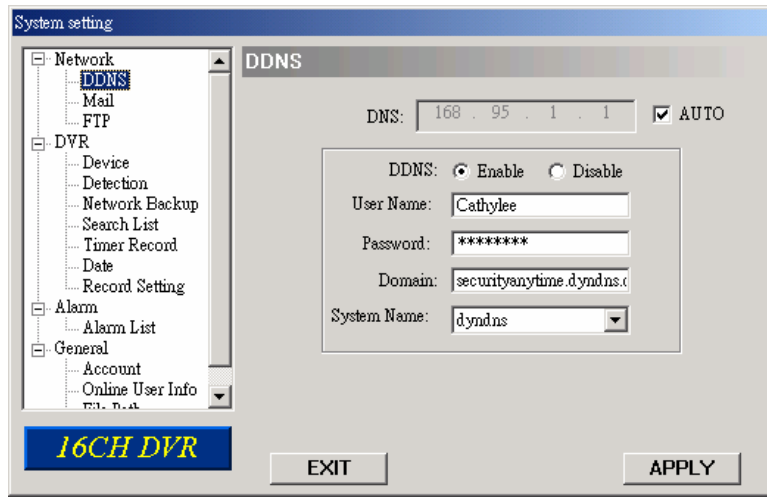 System setting
Network
DDNS
Mail
FTP
DVR
Device
Detection
Network Backup
Search List
Timer Record
Date
Record Setting
Alarm
Alarm List
General
Account
Online User Info
File Path
16CH DVR
DDNS
DNS: 168 . 95 . 1 . 1 AUTO
DDNS: Enable Disable
User Name: Cathylee
Password: ********
Domain: securityanytime.dyndns.
System Name: dyndns
EXIT APPLY